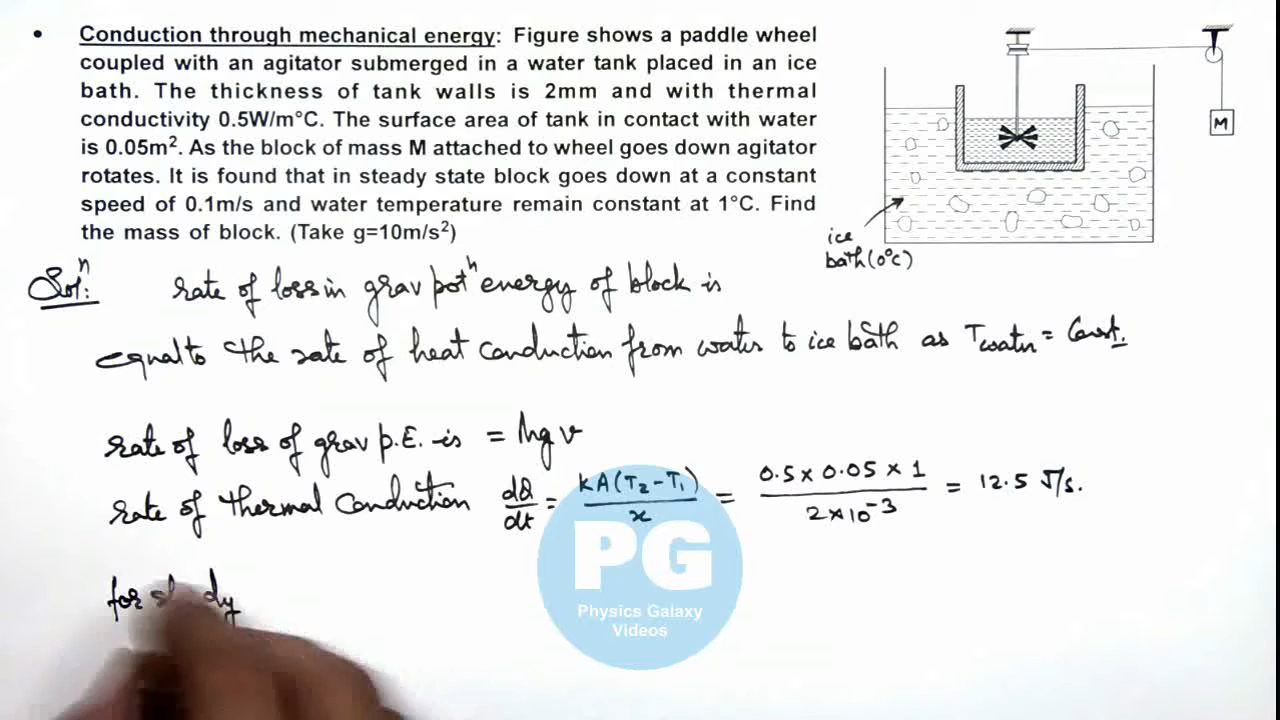 • Conduction through mechanical energy: Figure shows a paddle wheel
coupled with an agitator submerged in a water tank placed in an ice
bath. The thickness of tank walls is 2mm and with thermal
conductivity 0.5W/m°C. The surface area of tank in contact with water
is 0.05m². As the block of mass M attached to wheel goes down agitator
rotates. It is found that in steady state block goes down at a constant
speed of 0.1m/s and water temperature remain constant at 1°C. Find
the mass of block. (Take g=10m/s²)
M
ice
bath (0°C)
Solⁿ: rate of loss in grav potⁿ energy of block is
equal to the rate of heat conduction from water to ice bath as T_water = Const.
rate of loss of grav p.E. is = Mg v
rate of thermal conduction dQ/dt = kA(T₂-T₁)/x = 0.5 × 0.05 × 1/2×10⁻³ = 12.5 J/s.
for
PG
Physics Galaxy
Videos